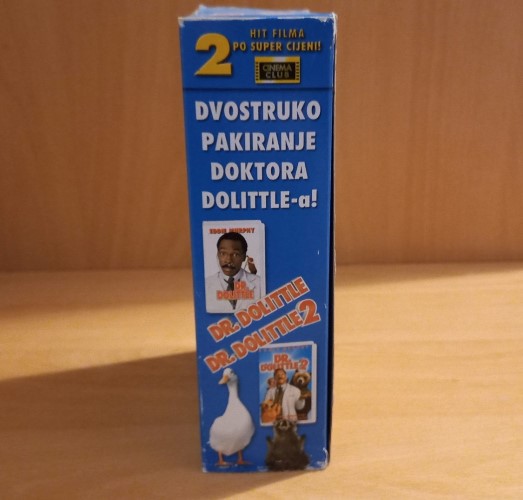 2
HIT FILMA
PO SUPER CIJENI!
CINEMA
CLUB
DVOSTRUKO
PAKIRANJE
DOKTORA
DOLITTLE-a!
EDDIE MURPHY
DR.
DOLITTLE
DR. DOLITTLE
DR. DOLITTLE 2
DR.
DOLITTLE 2